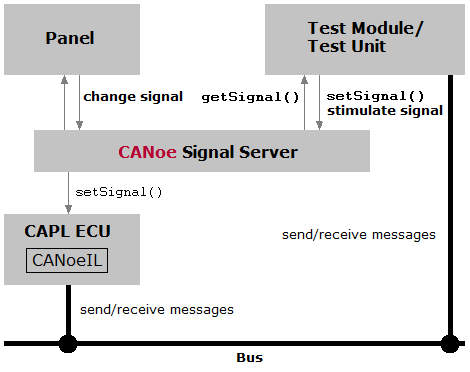 Panel
Test Module/
Test Unit
change signal
getSignal()
setSignal()
stimulate signal
CANoe Signal Server
setSignal()
CAPL ECU
CANoeIL
send/receive messages
send/receive messages
Bus